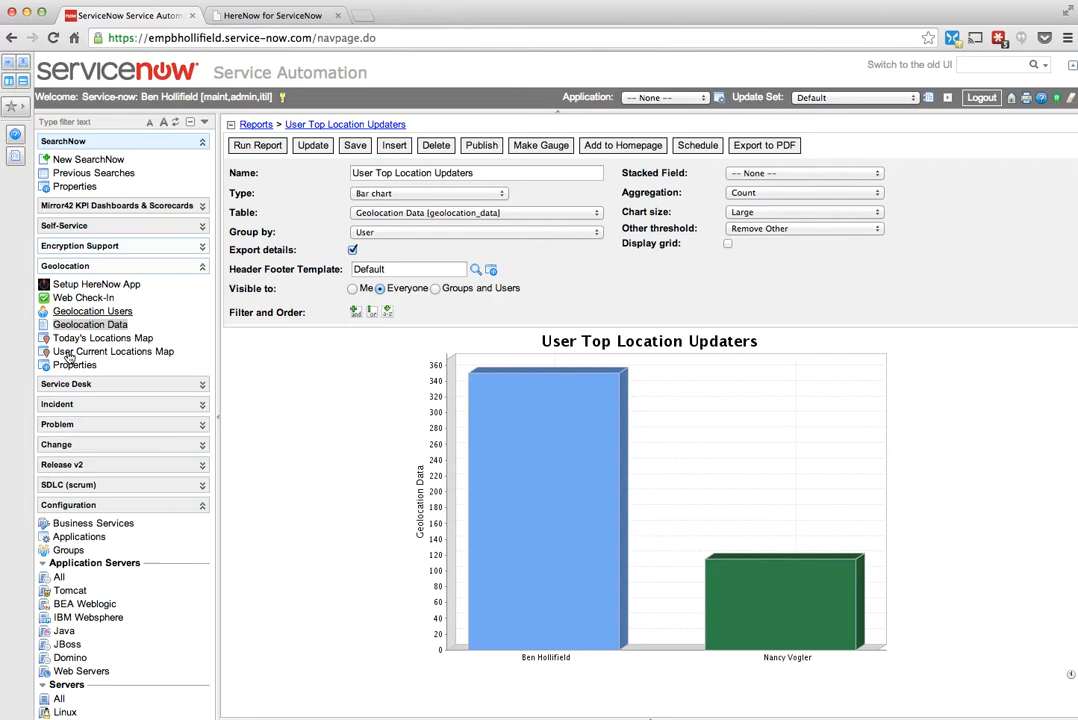 ServiceNow Service Autom
HereNow for ServiceNow
https://empbhollifield.service-now.com/navpage.do
servicenow Service Automation
Switch to the old UI
Welcome: Service-now: Ben Hollifield [maint,admin,itil]
Application: -- None --
Update Set: Default
Logout
Type filter text
SearchNow
New SearchNow
Previous Searches
Properties
Mirror42 KPI Dashboards & Scorecards
Self-Service
Encryption Support
Geolocation
Setup HereNow App
Web Check-In
Geolocation Users
Geolocation Data
Today's Locations Map
User Current Locations Map
Properties
Service Desk
Incident
Problem
Change
Release v2
SDLC (scrum)
Configuration
Business Services
Applications
Groups
Application Servers
All
Tomcat
BEA Weblogic
IBM Websphere
Java
JBoss
Domino
Web Servers
Servers
All
Linux
Reports > User Top Location Updaters
Run Report Update Save Insert Delete Publish Make Gauge Add to Homepage Schedule Export to PDF
Name: User Top Location Updaters
Type: Bar chart
Table: Geolocation Data [geolocation_data]
Group by: User
Export details:
Header Footer Template: Default
Visible to: Me Everyone Groups and Users
Filter and Order:
Stacked Field: -- None --
Aggregation: Count
Chart size: Large
Other threshold: Remove Other
Display grid:
User Top Location Updaters
Geolocation Data
360
340
320
300
280
260
240
220
200
180
160
140
120
100
80
60
40
20
0
Ben Hollifield
Nancy Vogler